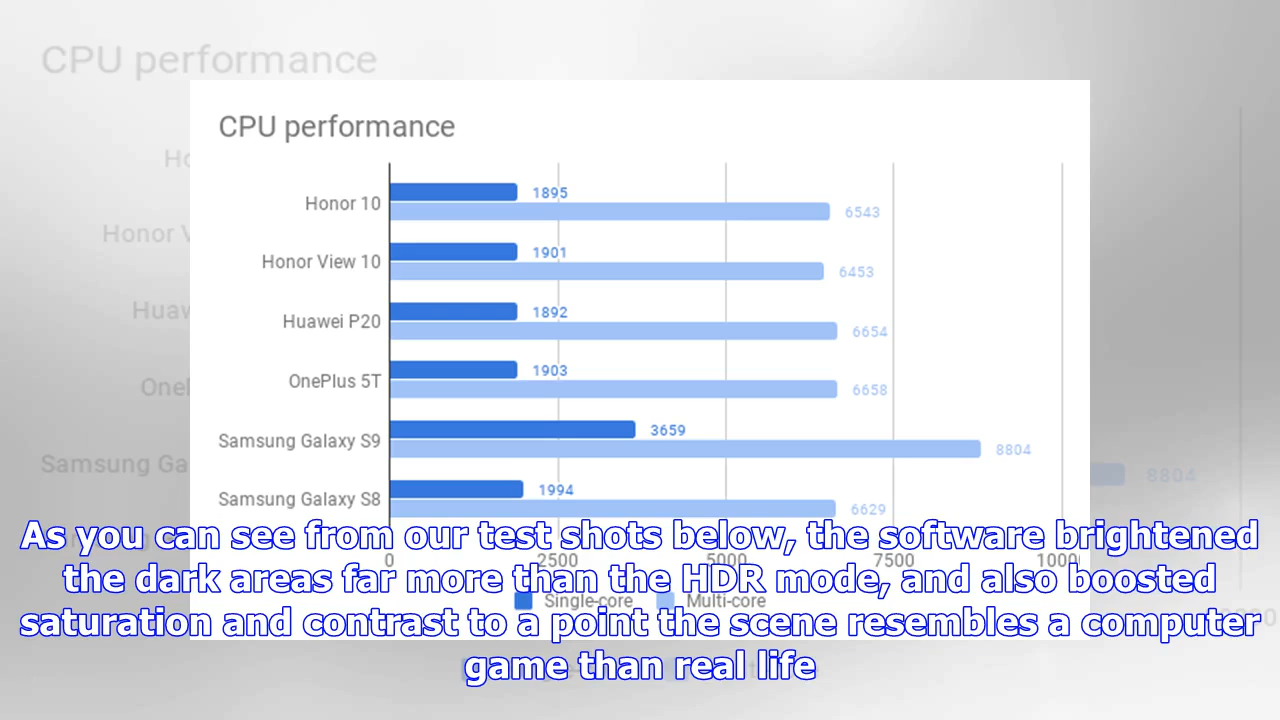 CPU performance
CPU performance
Honor 10
1895
6543
Honor View 10
1901
6453
Huawei P20
1892
6654
OnePlus 5T
1903
6658
Samsung Galaxy S9
3659
8804
8804
Samsung Galaxy S8
1994
6629
0 2500 5000 7500
Single-core Multi-core
As you can see from our test shots below, the software brightened
the dark areas far more than the HDR mode, and also boosted
saturation and contrast to a point the scene resembles a computer
game than real life